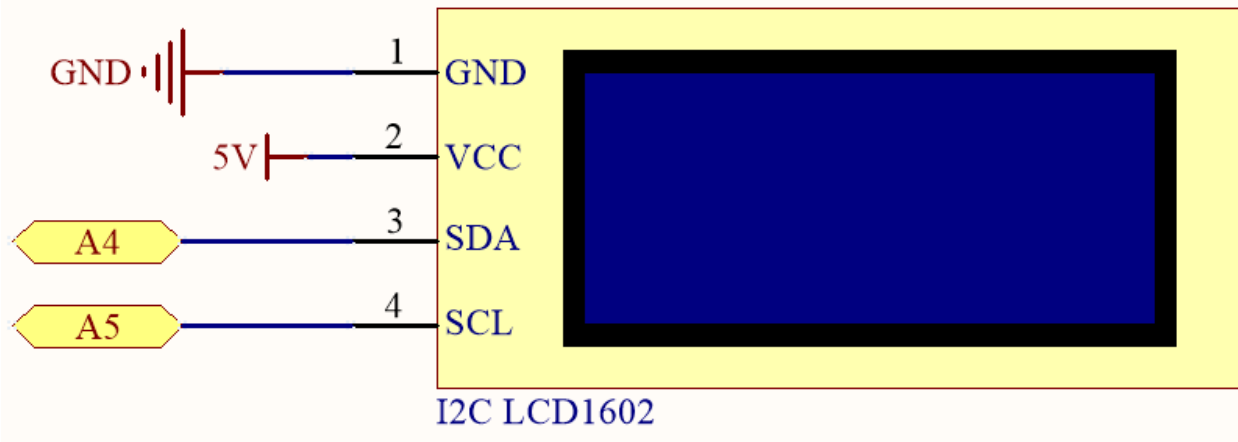 GND 1 GND
5V 2 VCC
A4 3 SDA
A5 4 SCL
I2C LCD1602